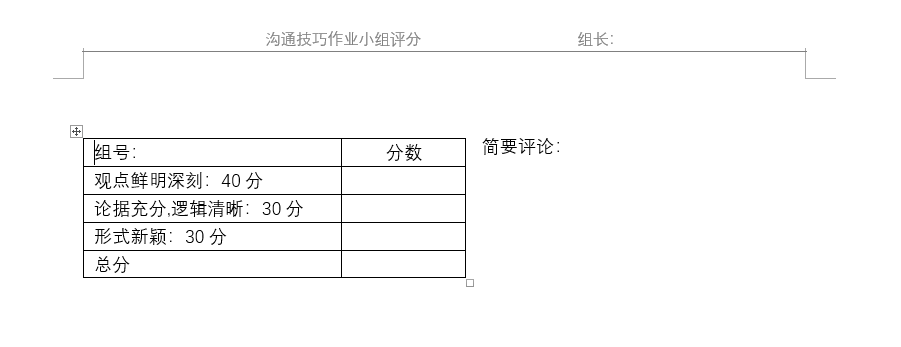 沟通技巧作业小组评分 组长：
组号： 分数 简要评论：
观点鲜明深刻：40 分
论据充分,逻辑清晰：30 分
形式新颖：30 分
总分